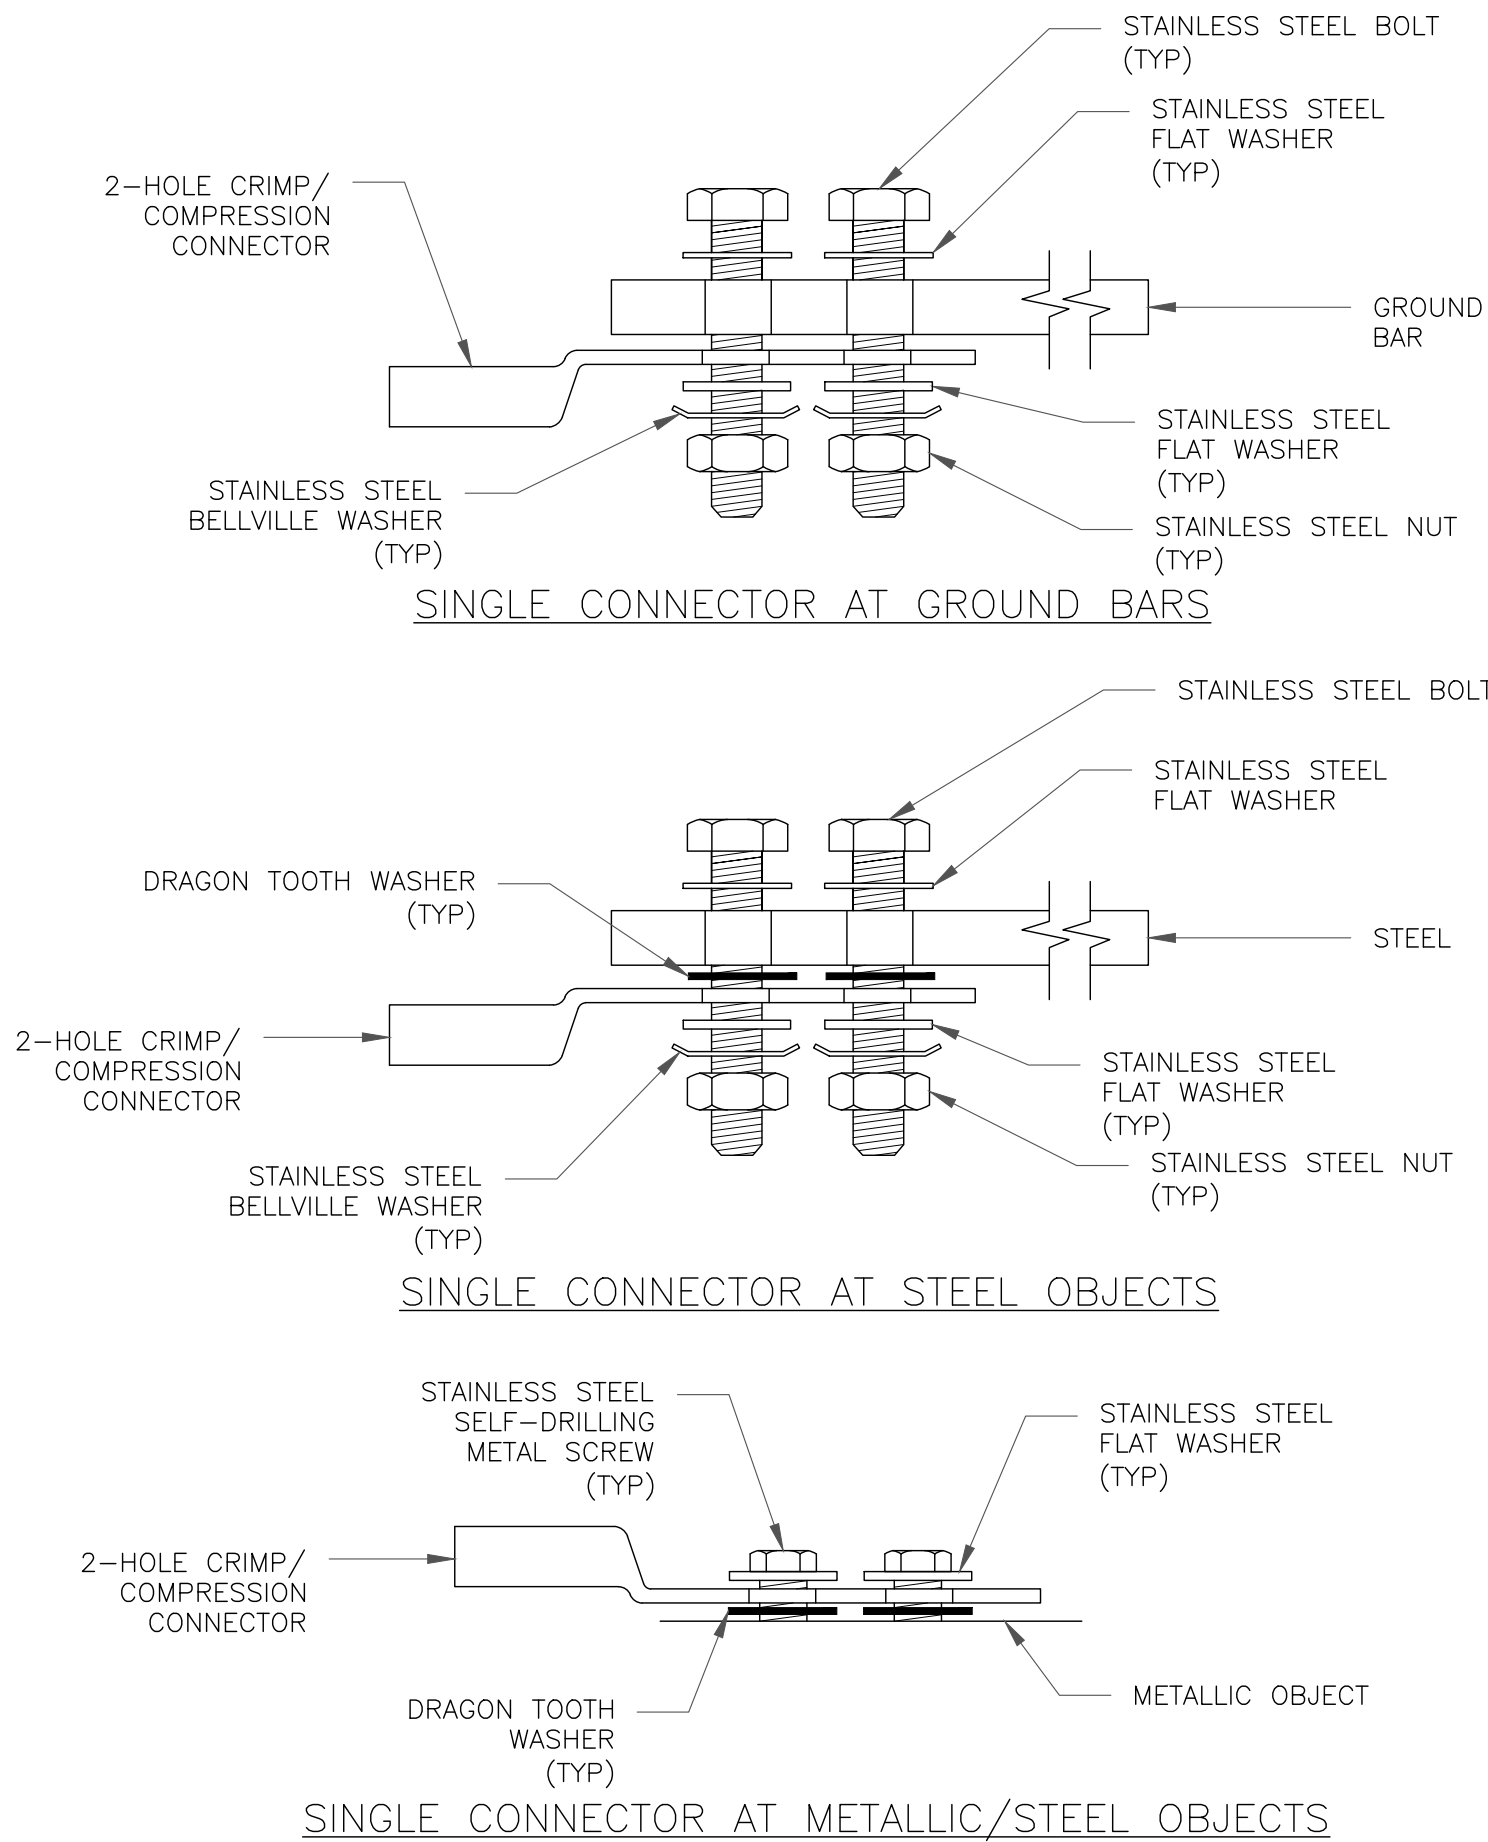 STAINLESS STEEL BOLT
(TYP)
STAINLESS STEEL
FLAT WASHER
(TYP)
2-HOLE CRIMP/
COMPRESSION
CONNECTOR
GROUND
BAR
STAINLESS STEEL
FLAT WASHER
(TYP)
STAINLESS STEEL
BELLVILLE WASHER
(TYP)
STAINLESS STEEL NUT
(TYP)
SINGLE CONNECTOR AT GROUND BARS
STAINLESS STEEL BOLT
STAINLESS STEEL
FLAT WASHER
DRAGON TOOTH WASHER
(TYP)
STEEL
2-HOLE CRIMP/
COMPRESSION
CONNECTOR
STAINLESS STEEL
FLAT WASHER
(TYP)
STAINLESS STEEL NUT
(TYP)
STAINLESS STEEL
BELLVILLE WASHER
(TYP)
SINGLE CONNECTOR AT STEEL OBJECTS
STAINLESS STEEL
SELF-DRILLING
METAL SCREW
(TYP)
STAINLESS STEEL
FLAT WASHER
(TYP)
2-HOLE CRIMP/
COMPRESSION
CONNECTOR
METALLIC OBJECT
DRAGON TOOTH
WASHER
(TYP)
SINGLE CONNECTOR AT METALLIC/STEEL OBJECTS